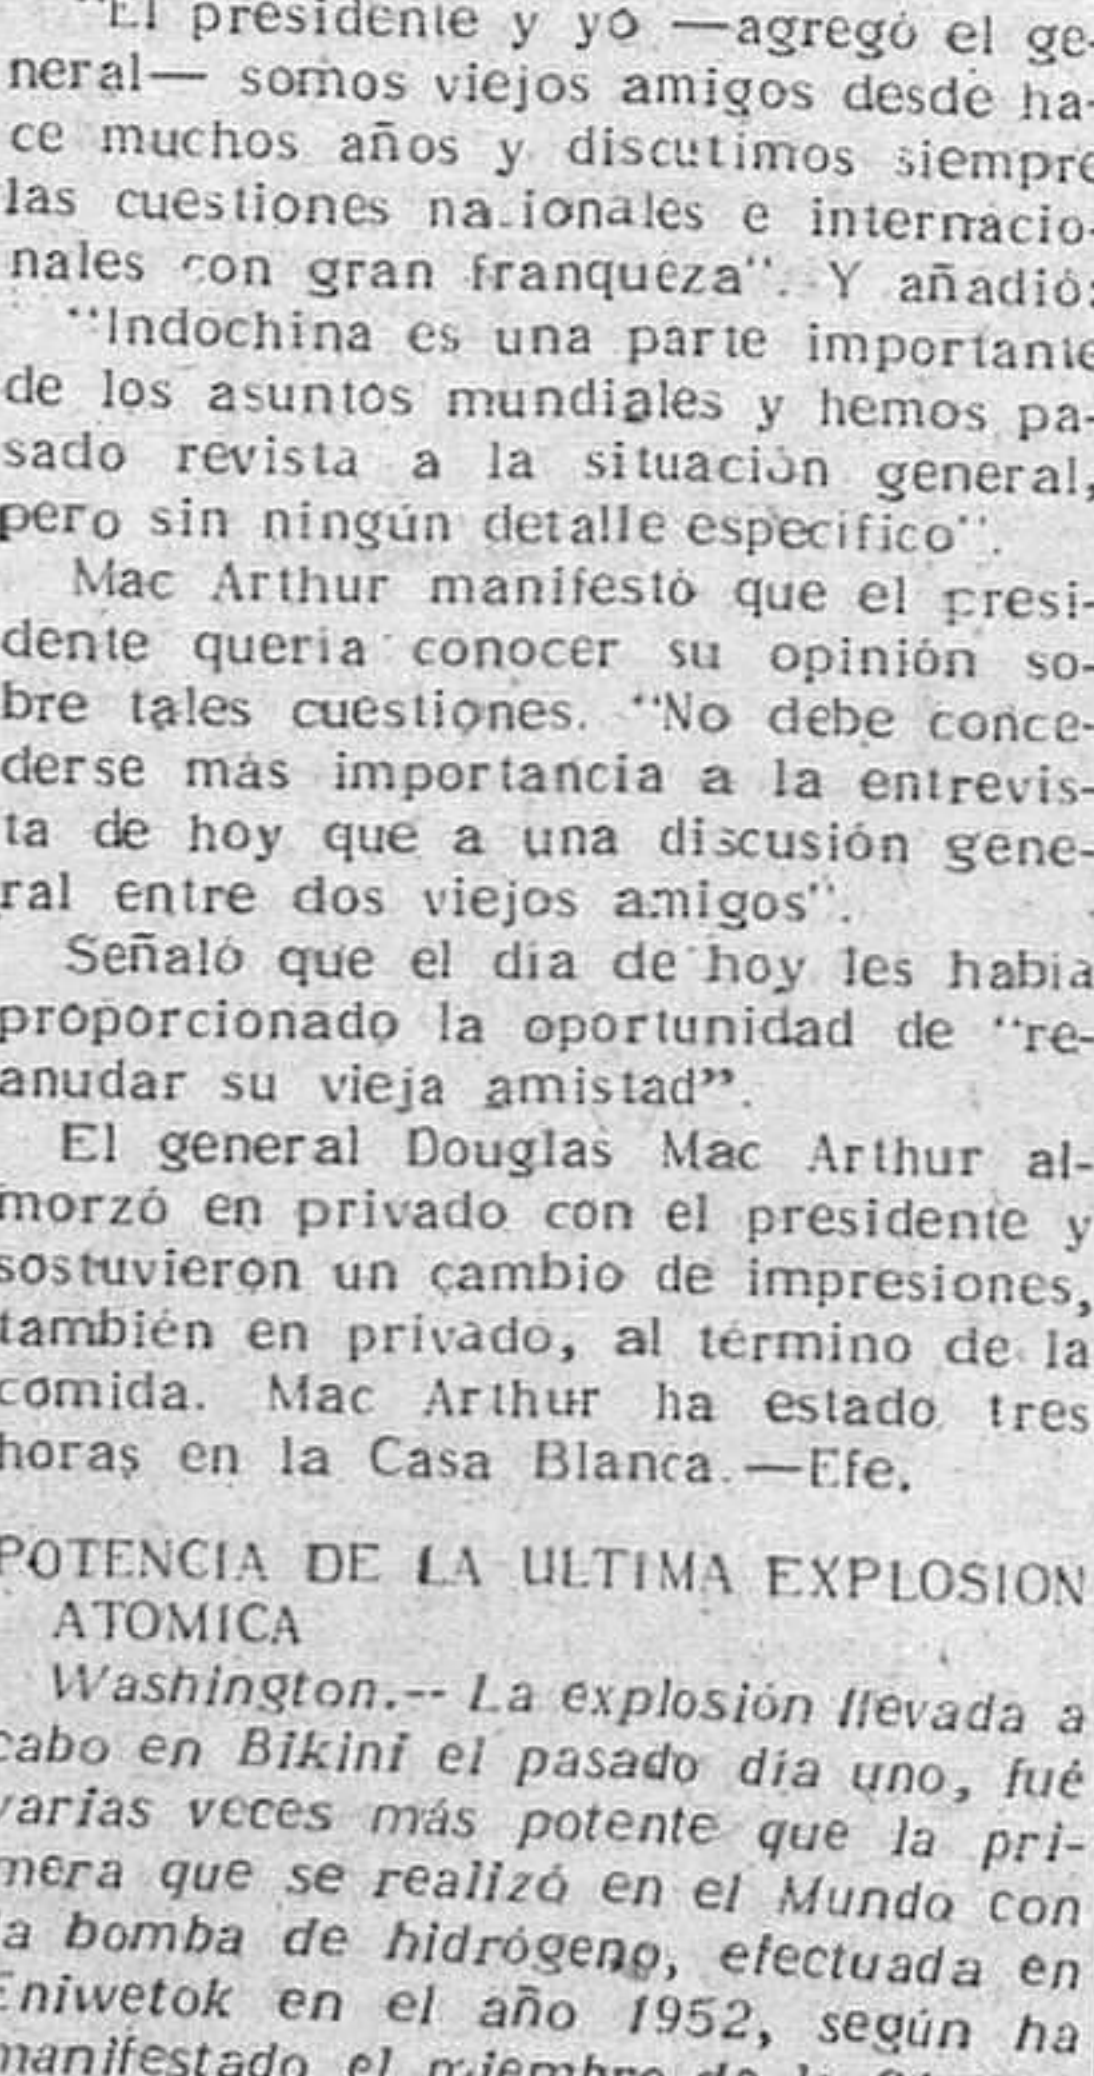 "El presidente y yo —agregó el ge-
neral— somos viejos amigos desde ha-
ce muchos años y discutimos siempre
las cuestiones nacionales e internacio-
nales con gran franqueza". Y añadió:
"Indochina es una parte importante
de los asuntos mundiales y hemos pa-
sado revista a la situación general,
pero sin ningún detalle especifico".
Mac Arthur manifestó que el presi-
dente queria conocer su opinión so-
bre tales cuestiones. "No debe conce-
derse más importancia a la entrevis-
ta de hoy que a una discusión gene-
ral entre dos viejos amigos".
Señaló que el dia de hoy les habia
proporcionado la oportunidad de "re-
anudar su vieja amistad".
El general Douglas Mac Arthur al-
morzó en privado con el presidente y
sostuvieron un cambio de impresiones,
también en privado, al término de la
comida. Mac Arthur ha estado tres
horas en la Casa Blanca.—Efe.
POTENCIA DE LA ULTIMA EXPLOSION
ATOMICA
Washington.-- La explosión llevada a
cabo en Bikini el pasado día uno, fué
varias veces más potente que la pri-
mera que se realizó en el Mundo con
la bomba de hidrógeno, efectuada en
Eniwetok en el año 1952, según ha
manifestado el miembro de la